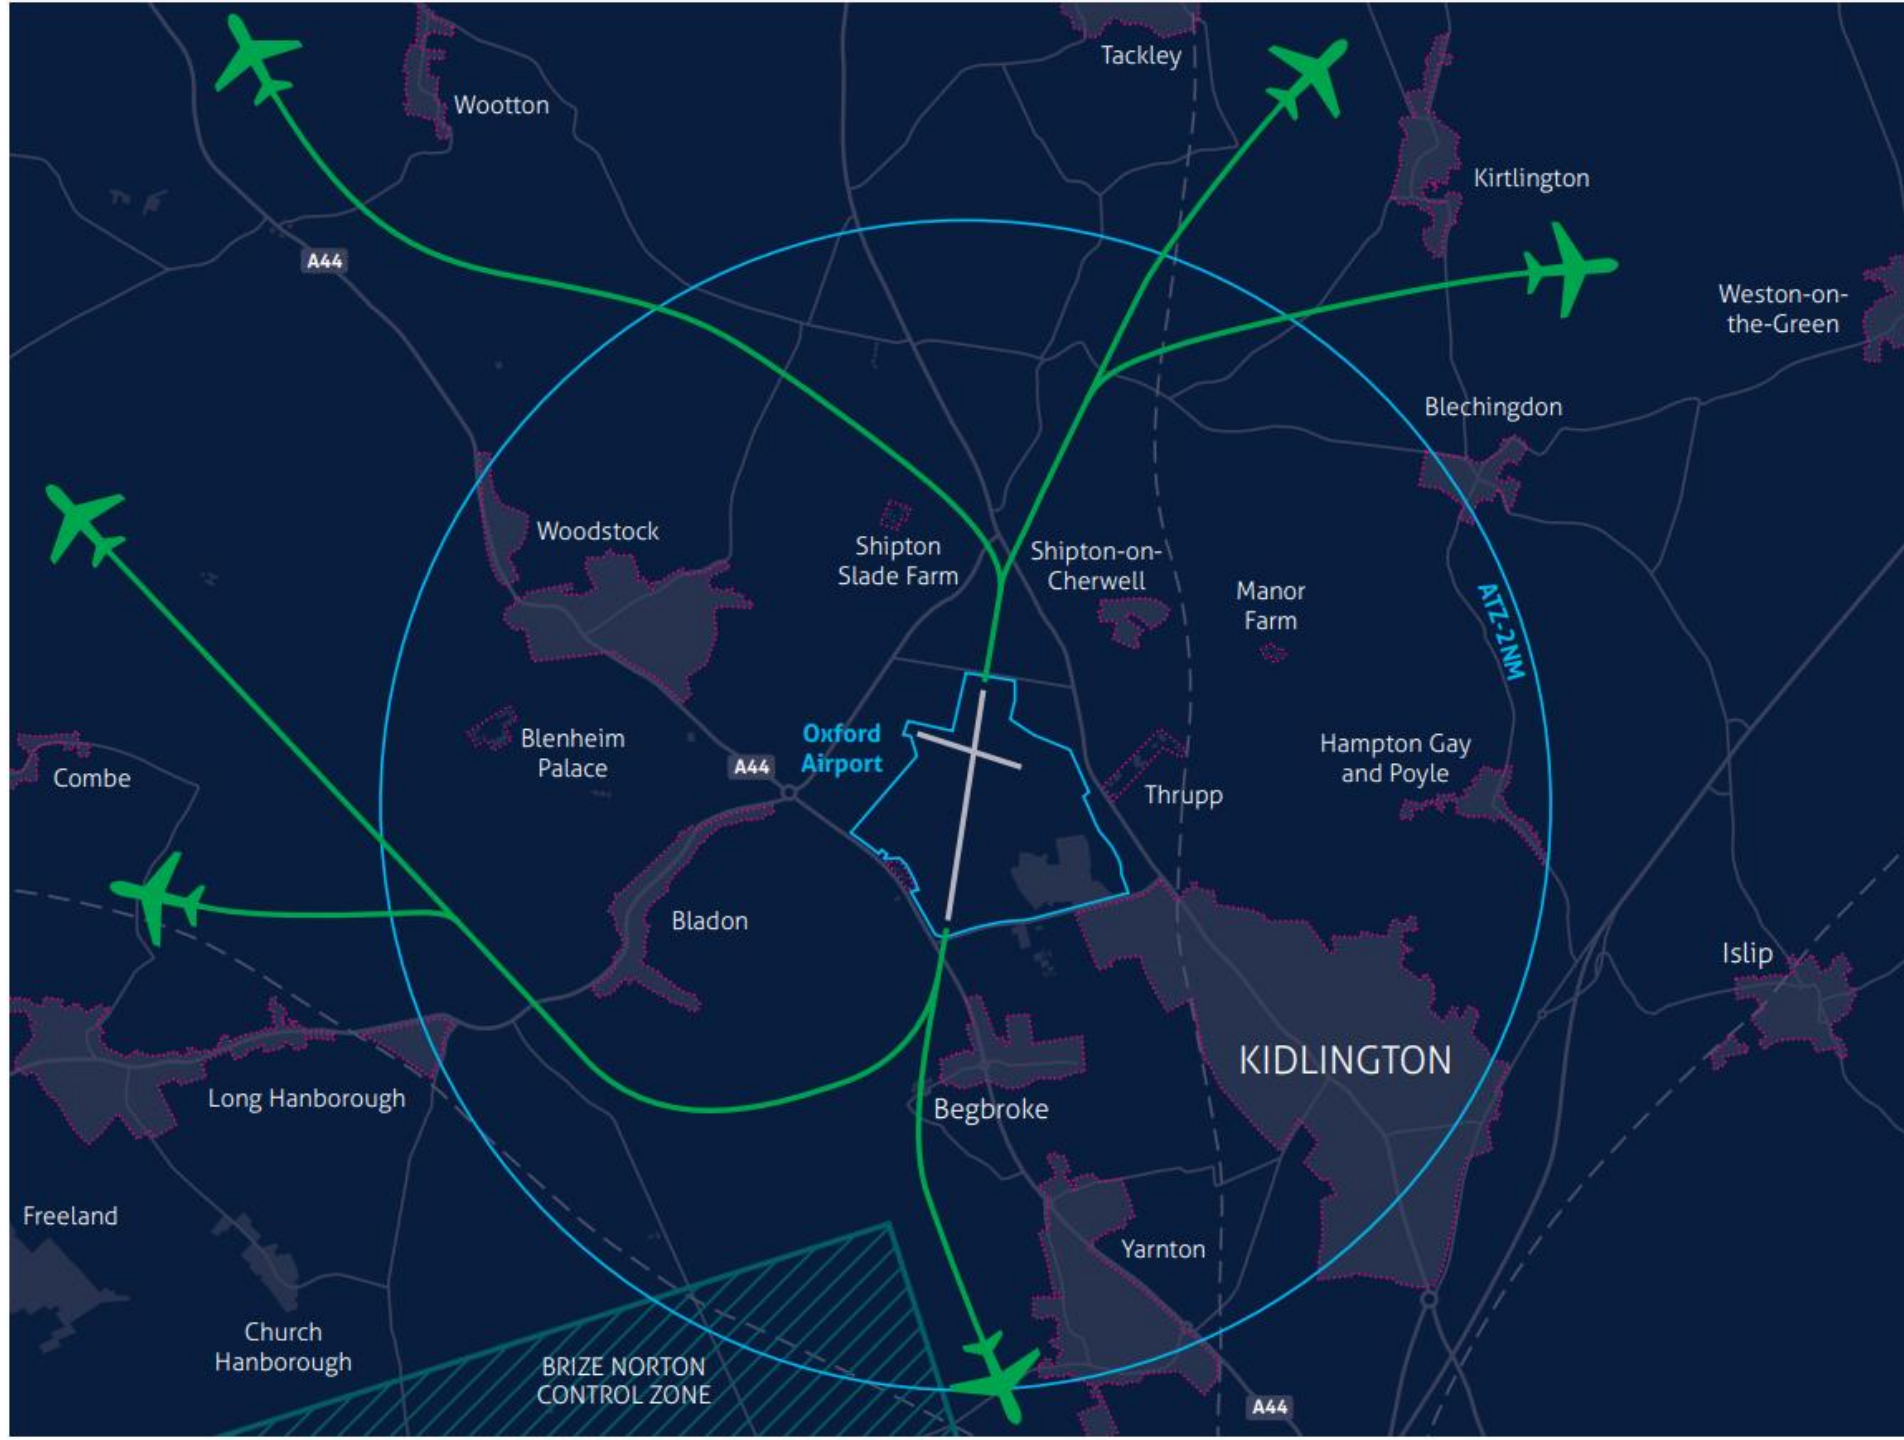 Tackley
Wootton
Kirtlington
A44
Weston-on-
the-Green
Blechingdon
Woodstock
Shipton
Slade Farm
Shipton-on-
Cherwell
Manor
Farm
ATZ-2NM
Oxford
Airport
Blenheim
Palace
A44
Combe
Thrupp
Hampton Gay
and Poyle
Bladon
Islip
KIDLINGTON
Long Hanborough
Begbroke
Freeland
Yarnton
Church
Hanborough
BRIZE NORTON
CONTROL ZONE
A44